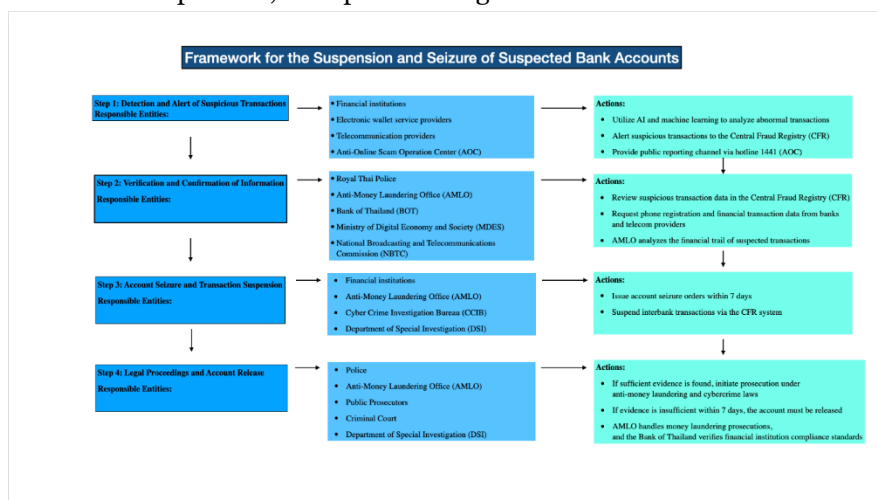 Framework for the Suspension and Seizure of Suspected Bank Accounts
Step 1: Detection and Alert of Suspicious Transactions
Responsible Entities:
• Financial institutions
• Electronic wallet service providers
• Telecommunication providers
• Anti-Online Scam Operation Center (AOC)
Actions:
• Utilize AI and machine learning to analyze abnormal transactions
• Alert suspicious transactions to the Central Fraud Registry (CFR)
• Provide public reporting channel via hotline 1441 (AOC)
Step 2: Verification and Confirmation of Information
Responsible Entities:
• Royal Thai Police
• Anti-Money Laundering Office (AMLO)
• Bank of Thailand (BOT)
• Ministry of Digital Economy and Society (MDES)
• National Broadcasting and Telecommunications
Commission (NBTC)
Actions:
• Review suspicious transaction data in the Central Fraud Registry (CFR)
• Request phone registration and financial transaction data from banks
and telecom providers
• AMLO analyzes the financial trail of suspected transactions
Step 3: Account Seizure and Transaction Suspension
Responsible Entities:
• Financial institutions
• Anti-Money Laundering Office (AMLO)
• Cyber Crime Investigation Bureau (CCIB)
• Department of Special Investigation (DSI)
Actions:
• Issue account seizure orders within 7 days
• Suspend interbank transactions via the CFR system
Step 4: Legal Proceedings and Account Release
Responsible Entities:
• Police
• Anti-Money Laundering Office (AMLO)
• Public Prosecutors
• Criminal Court
• Department of Special Investigation (DSI)
Actions:
• If sufficient evidence is found, initiate prosecution under
anti-money laundering and cybercrime laws
• If evidence is insufficient within 7 days, the account must be released
• AMLO handles money laundering prosecutions,
and the Bank of Thailand verifies financial institution compliance standards